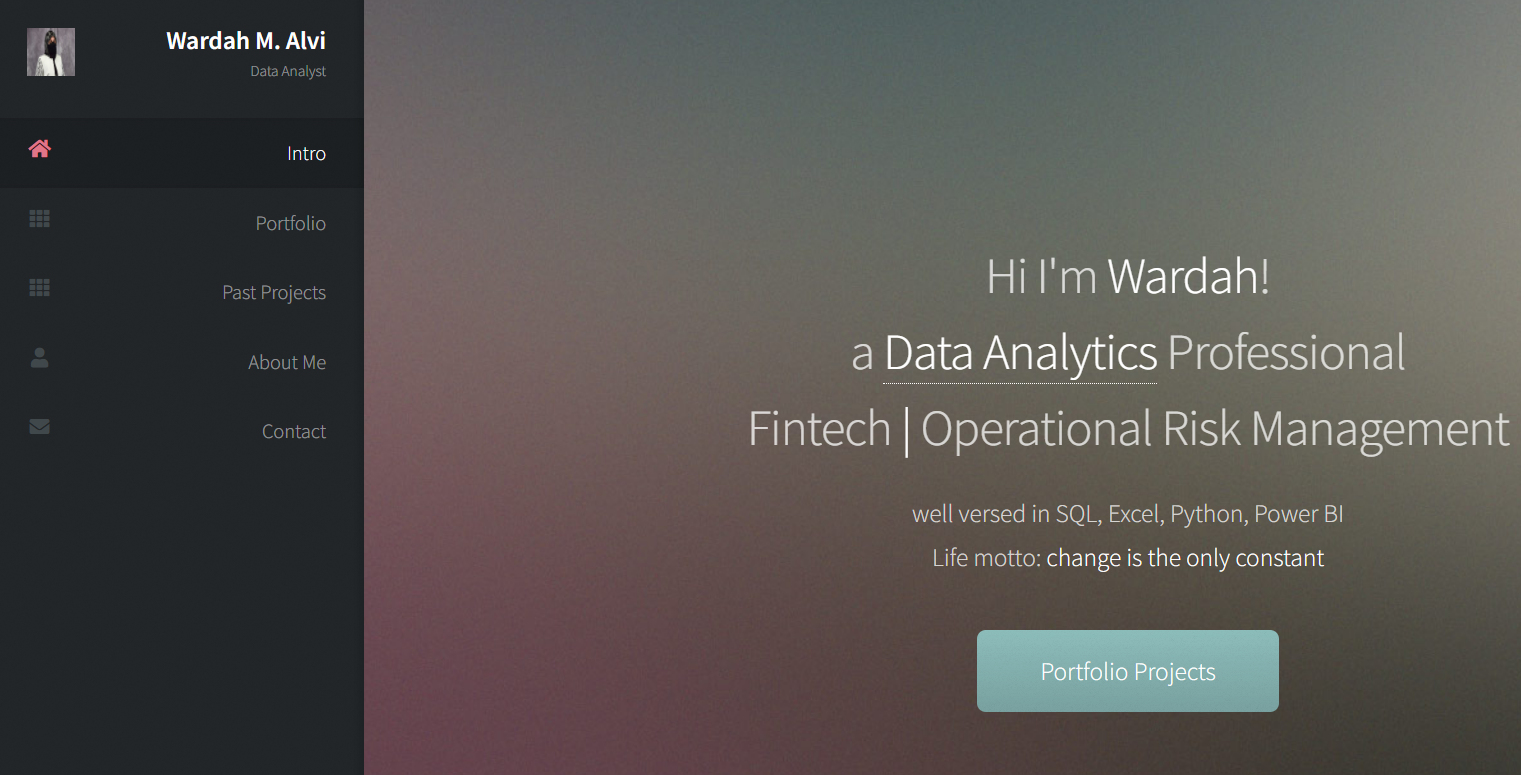 Wardah M. Alvi
Data Analyst
Intro
Portfolio
Past Projects
About Me
Contact
Hi I'm Wardah!
a Data Analytics Professional
Fintech | Operational Risk Management
well versed in SQL, Excel, Python, Power BI
Life motto: change is the only constant
Portfolio Projects